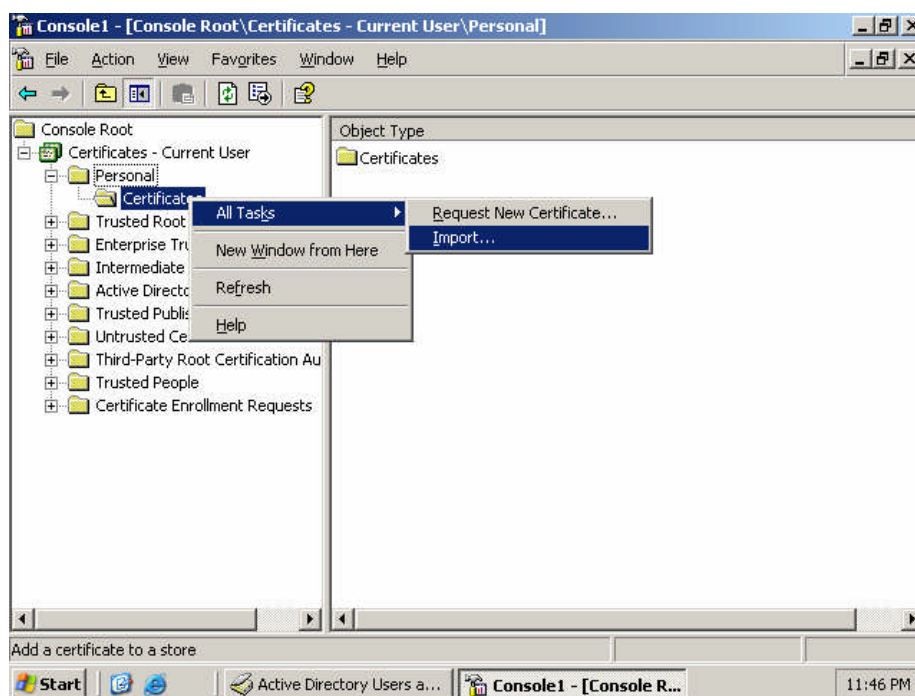 Console1 - [Console Root\Certificates - Current User\Personal]
File Action View Favorites Window Help
Console Root
Certificates - Current User
Personal
Certificates
Trusted Root
Enterprise Tru
Intermediate
Active Directo
Trusted Publis
Untrusted Ce
Third-Party Root Certification Au
Trusted People
Certificate Enrollment Requests
Object Type
Certificates
All Tasks
New Window from Here
Refresh
Help
Request New Certificate...
Import...
Add a certificate to a store
Start
Active Directory Users a...
Console1 - [Console R...
11:46 PM